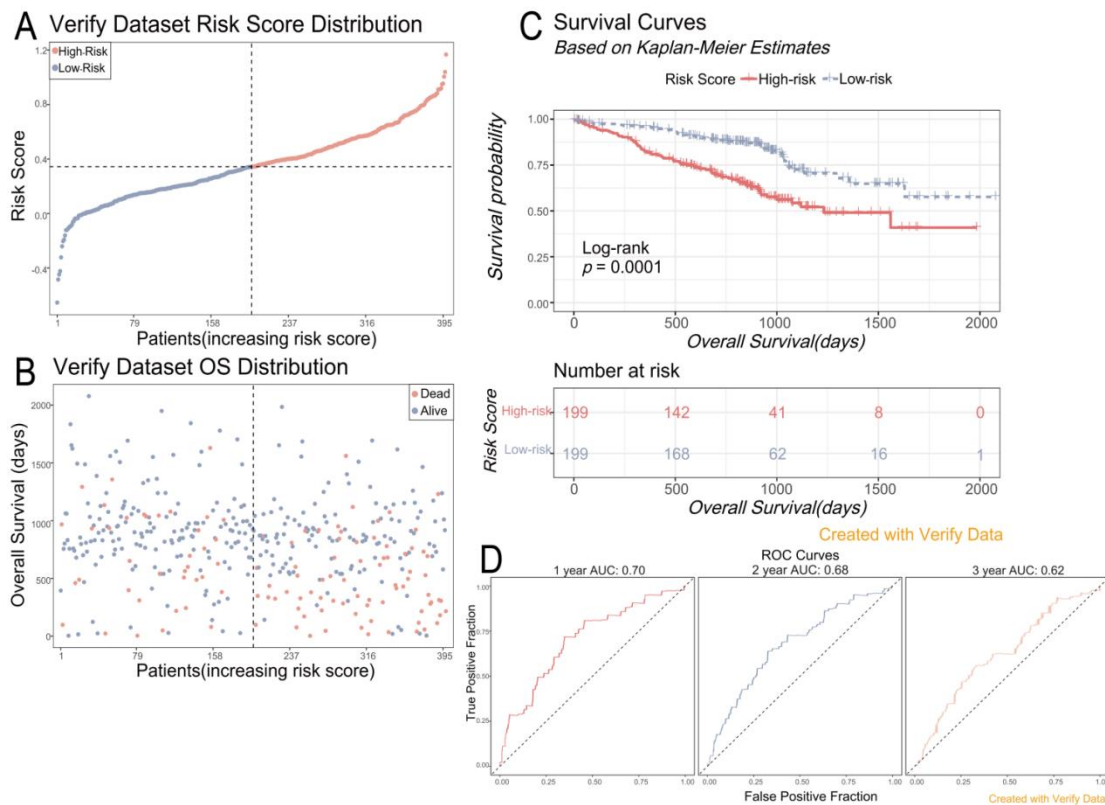 A
Verify Dataset Risk Score Distribution
High-Risk
Low-Risk
1.2
0.8
0.4
0.0
-0.4
Risk Score
1 79 158 237 316 395
Patients(increasing risk score)
B
Verify Dataset OS Distribution
Dead
Alive
2000
1500
1000
500
0
Overall Survival (days)
1 79 158 237 316 395
Patients(increasing risk score)
C
Survival Curves
Based on Kaplan-Meier Estimates
Risk Score High-risk Low-risk
1.00
0.75
0.50
0.25
0.00
Survival probability
Log-rank
p = 0.0001
0 500 1000 1500 2000
Overall Survival(days)
Number at risk
Risk Score
High-risk 199 142 41 8 0
Low-risk 199 168 62 16 1
0 500 1000 1500 2000
Overall Survival(days)
Created with Verify Data
D
ROC Curves
1 year AUC: 0.70 2 year AUC: 0.68 3 year AUC: 0.62
1.00
0.75
0.50
0.25
0.00
True Positive Fraction
0.00 0.25 0.50 0.75 1.00 0.00 0.25 0.50 0.75 1.00 0.00 0.25 0.50 0.75 1.00
False Positive Fraction
Created with Verify Data